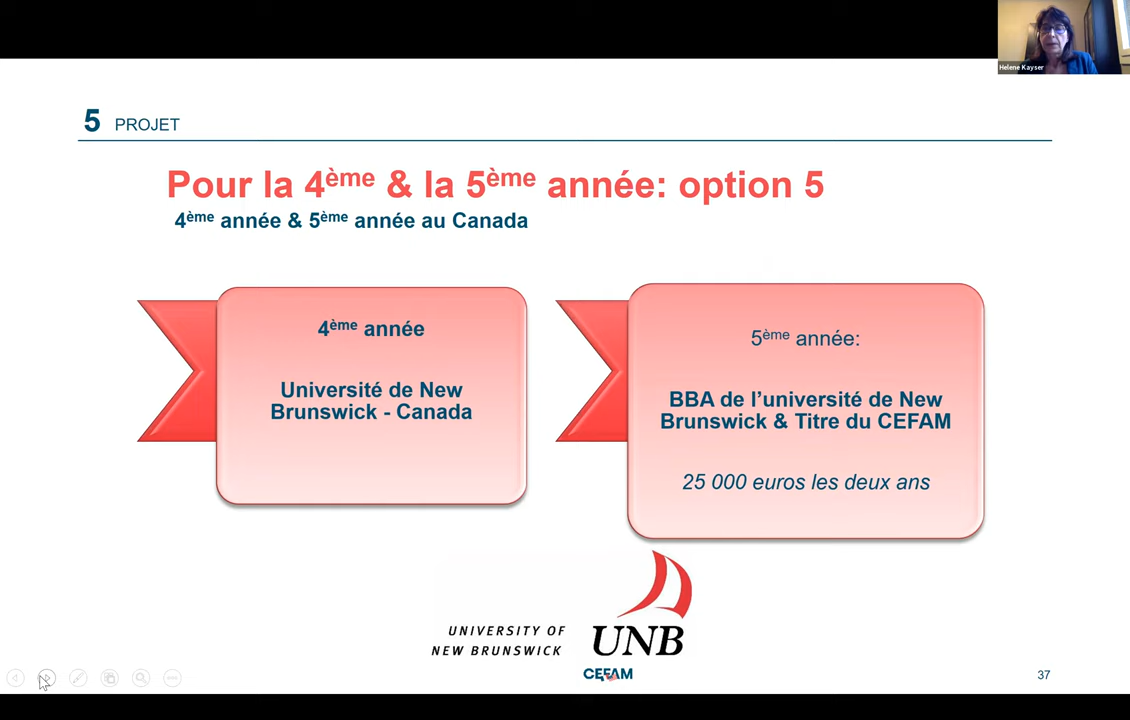 Helene Kayser
5 PROJET
Pour la 4ème & la 5ème année: option 5
4ème année & 5ème année au Canada
4ème année
Université de New
Brunswick - Canada
5ème année:
BBA de l’université de New
Brunswick & Titre du CEFAM
25 000 euros les deux ans
UNIVERSITY OF
NEW BRUNSWICK
UNB
CEFAM
37